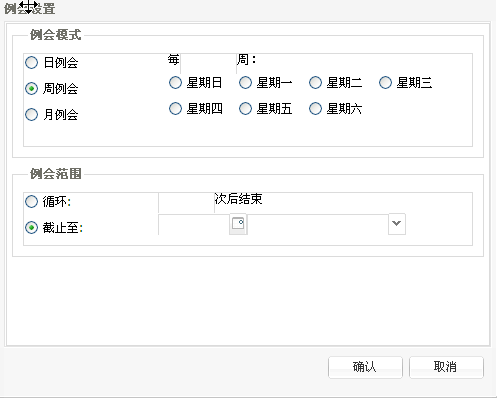 例会设置
例会模式
日例会
周例会
月例会
每 周：
星期日 星期一 星期二 星期三
星期四 星期五 星期六
例会范围
循环: 次后结束
截止至:
确认 取消